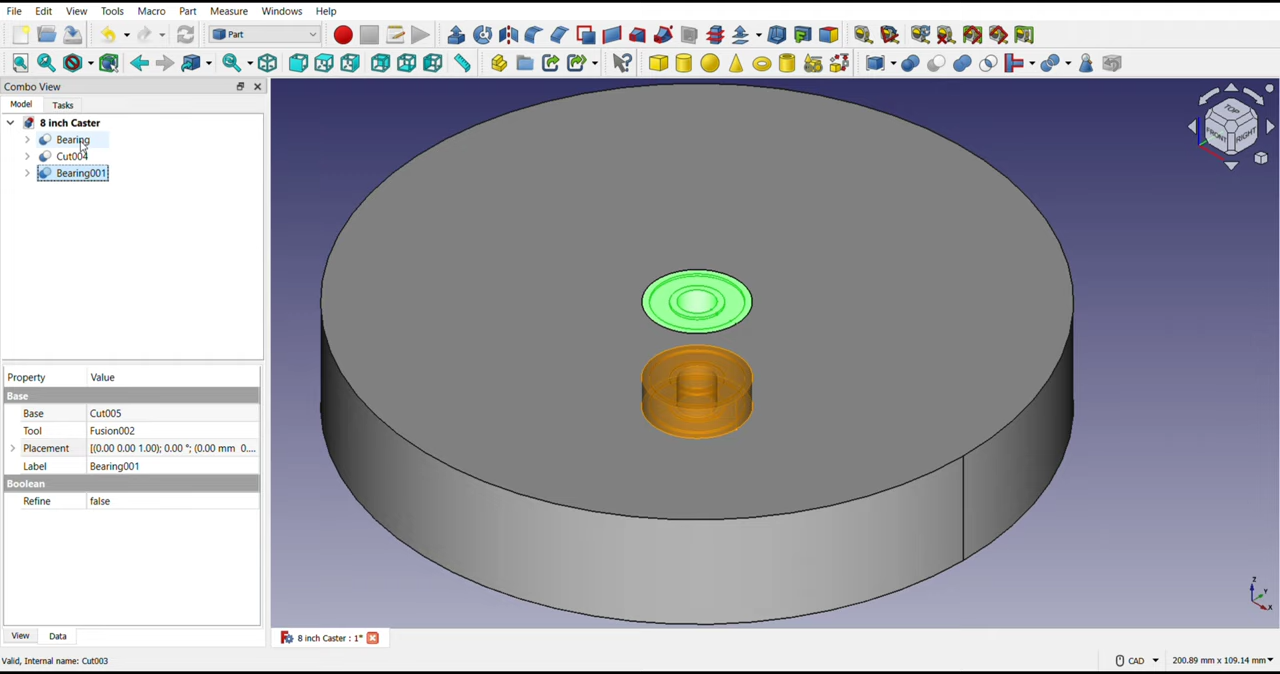 File Edit View Tools Macro Part Measure Windows Help
Part
Combo View
Model Tasks
8 inch Caster
Bearing
Cut004
Bearing001
Property Value
Base
Base Cut005
Tool Fusion002
Placement [(0.00 0.00 1.00); 0.00 °; (0.00 mm 0....
Label Bearing001
Boolean
Refine false
View Data
8 inch Caster : 1*
Valid, Internal name: Cut003
CAD 200.89 mm x 109.14 mm
TOP
FRONT
RIGHT
Z
Y
X